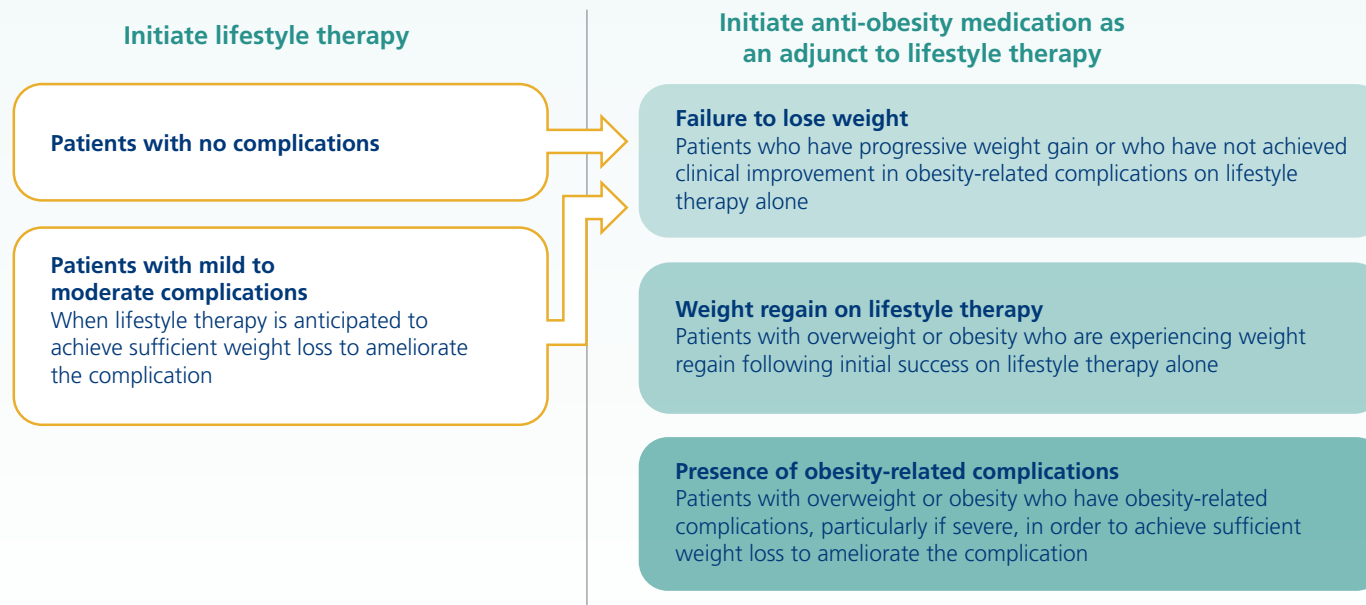 Initiate lifestyle therapy
Patients with no complications
Patients with mild to
moderate complications
When lifestyle therapy is anticipated to
achieve sufficient weight loss to ameliorate
the complication
Initiate anti-obesity medication as
an adjunct to lifestyle therapy
Failure to lose weight
Patients who have progressive weight gain or who have not achieved
clinical improvement in obesity-related complications on lifestyle
therapy alone
Weight regain on lifestyle therapy
Patients with overweight or obesity who are experiencing weight
regain following initial success on lifestyle therapy alone
Presence of obesity-related complications
Patients with overweight or obesity who have obesity-related
complications, particularly if severe, in order to achieve sufficient
weight loss to ameliorate the complication